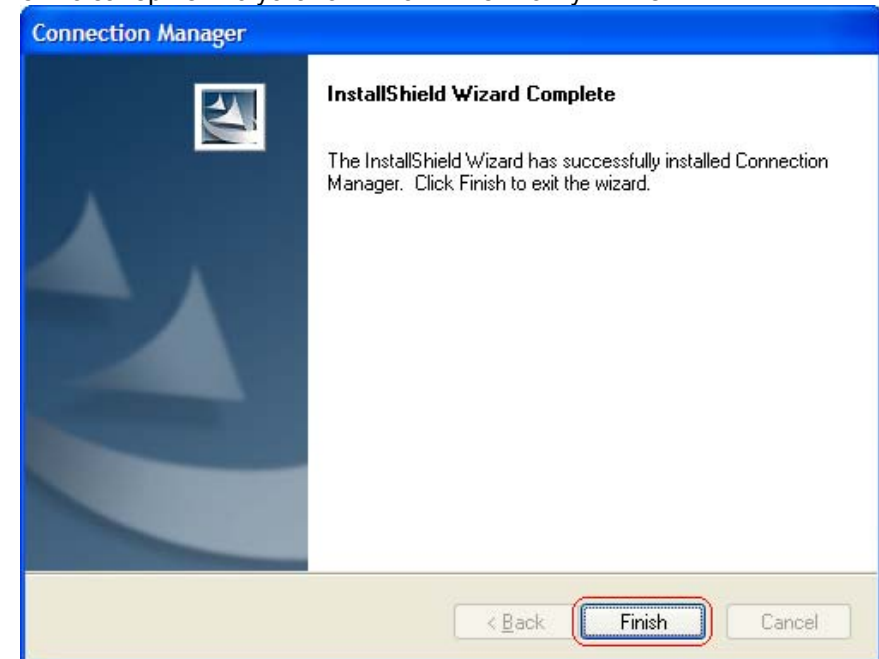 Connection Manager
InstallShield Wizard Complete
The InstallShield Wizard has successfully installed Connection
Manager. Click Finish to exit the wizard.
< Back Finish Cancel